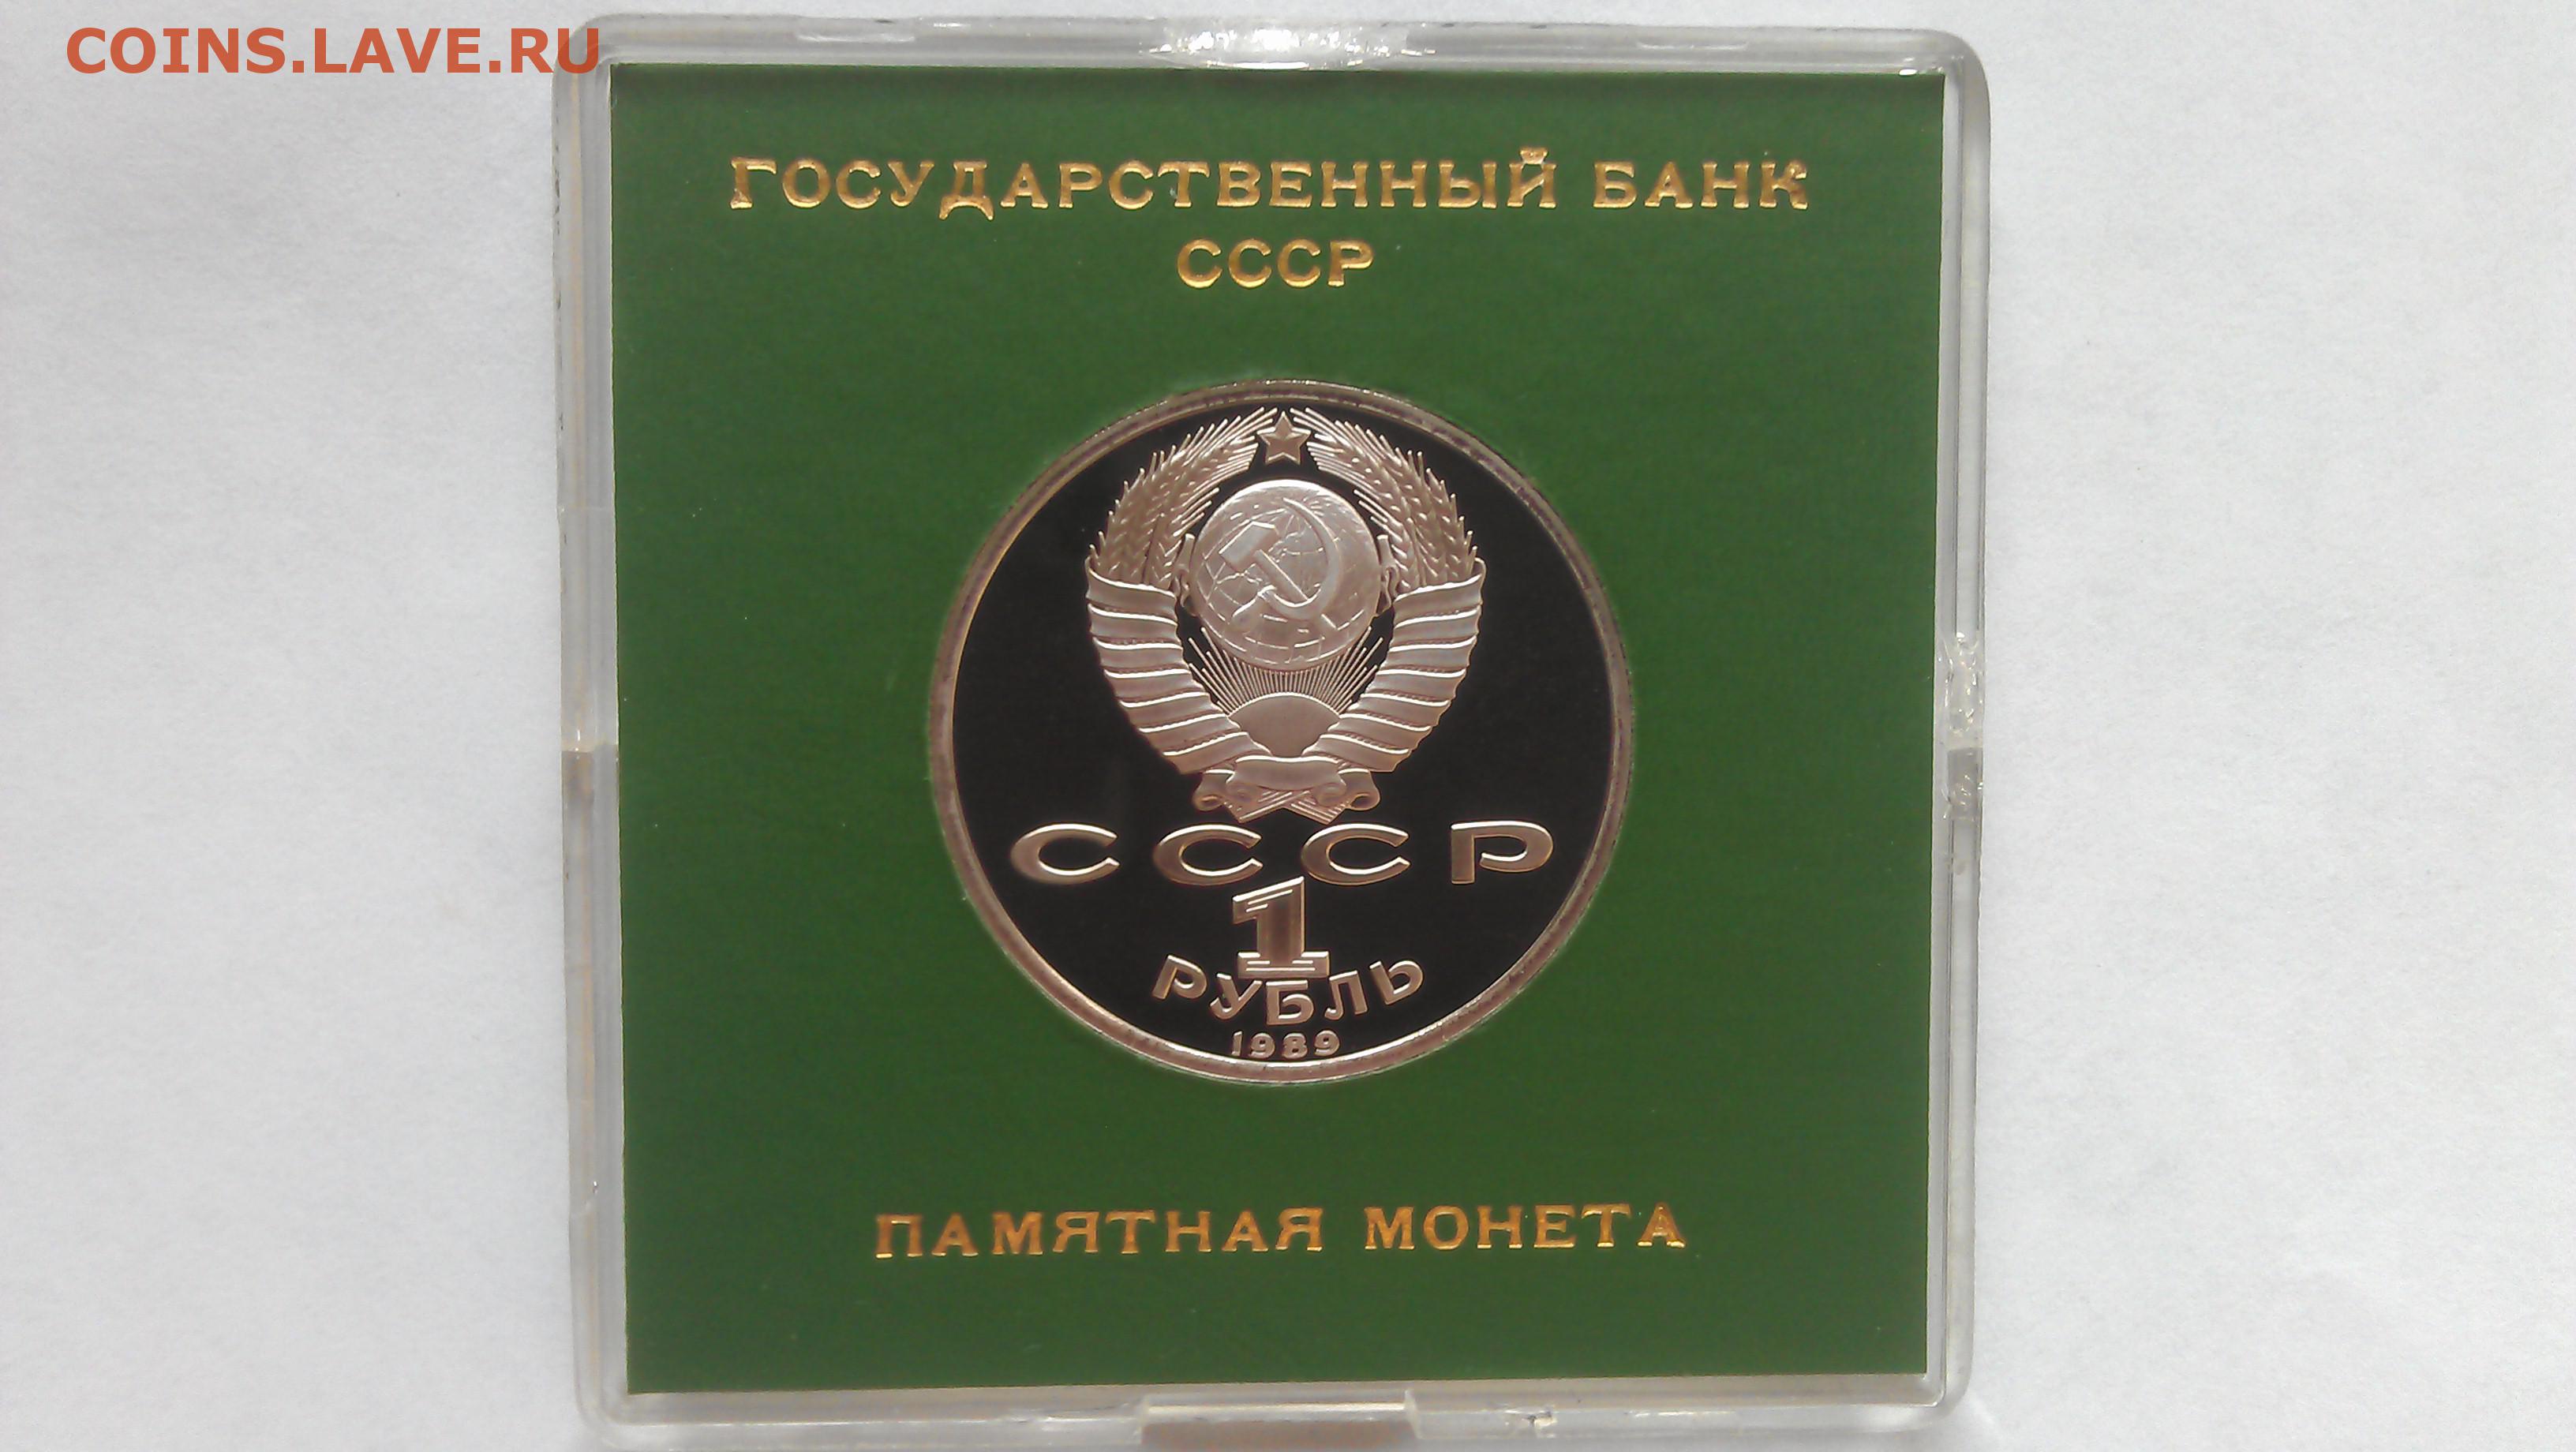 COINS.LAVE.RU
ГОСУДАРСТВЕННЫЙ БАНК
СССР
СССР
1
РУБЛЬ
1989
ПАМЯТНАЯ МОНЕТА